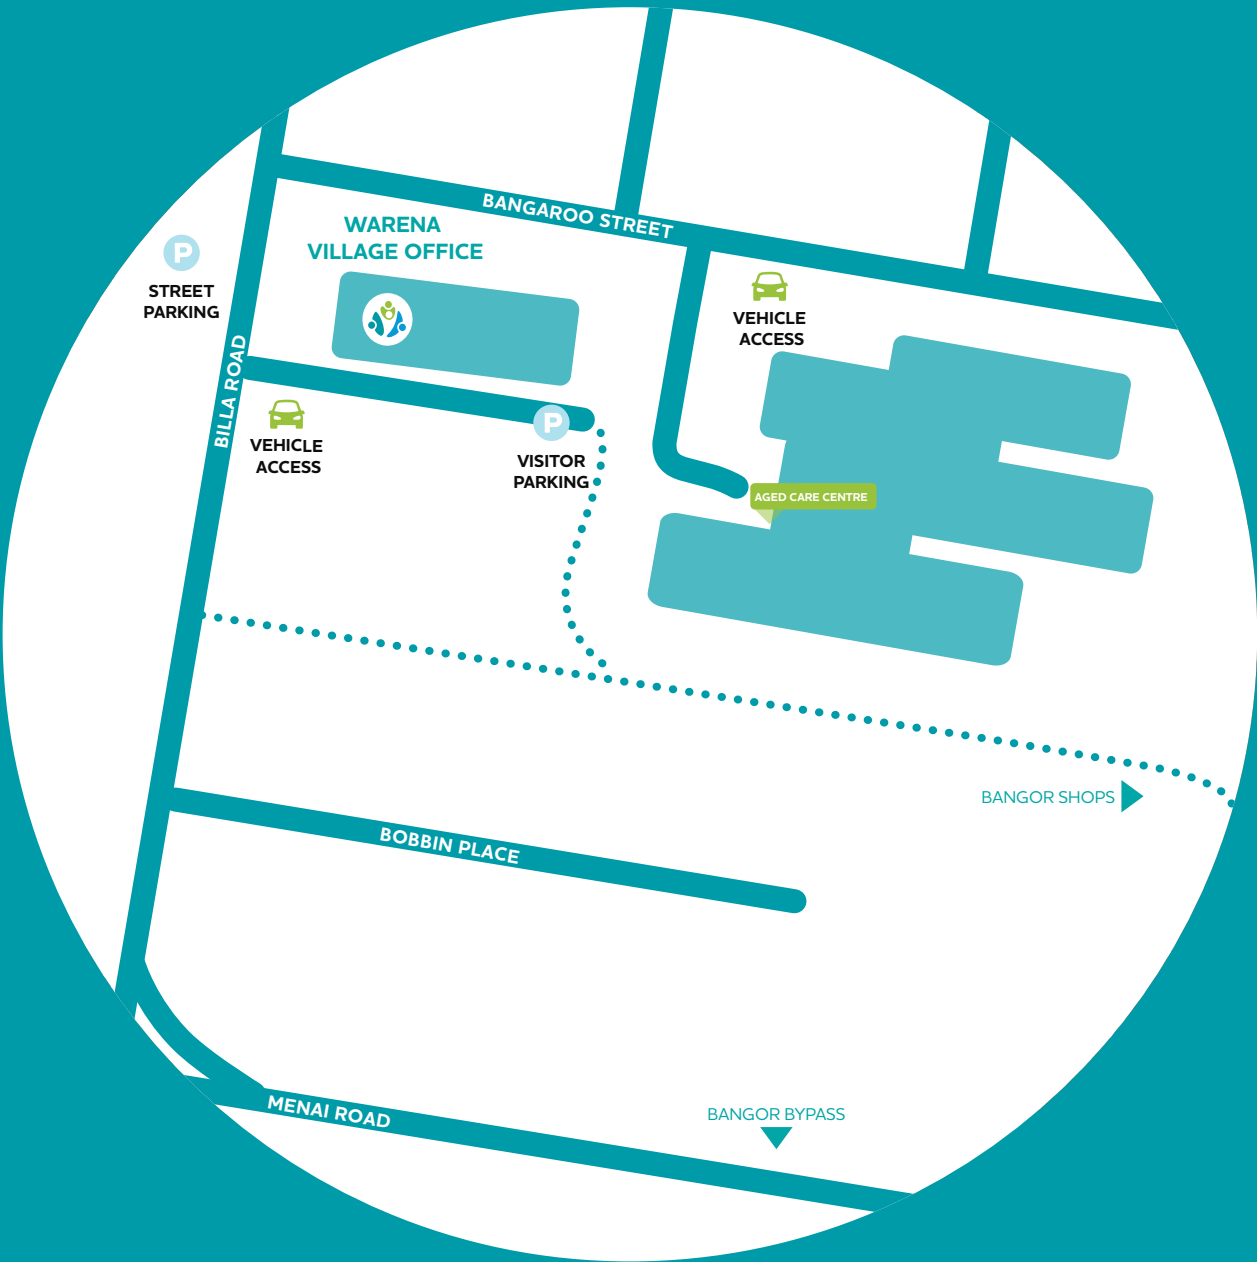 BANGAROO STREET
WARENA
VILLAGE OFFICE
P
STREET
PARKING
VEHICLE
ACCESS
BILLA ROAD
VEHICLE
ACCESS
P
VISITOR
PARKING
AGED CARE CENTRE
BANGOR SHOPS
BOBBIN PLACE
MENAI ROAD
BANGOR BYPASS